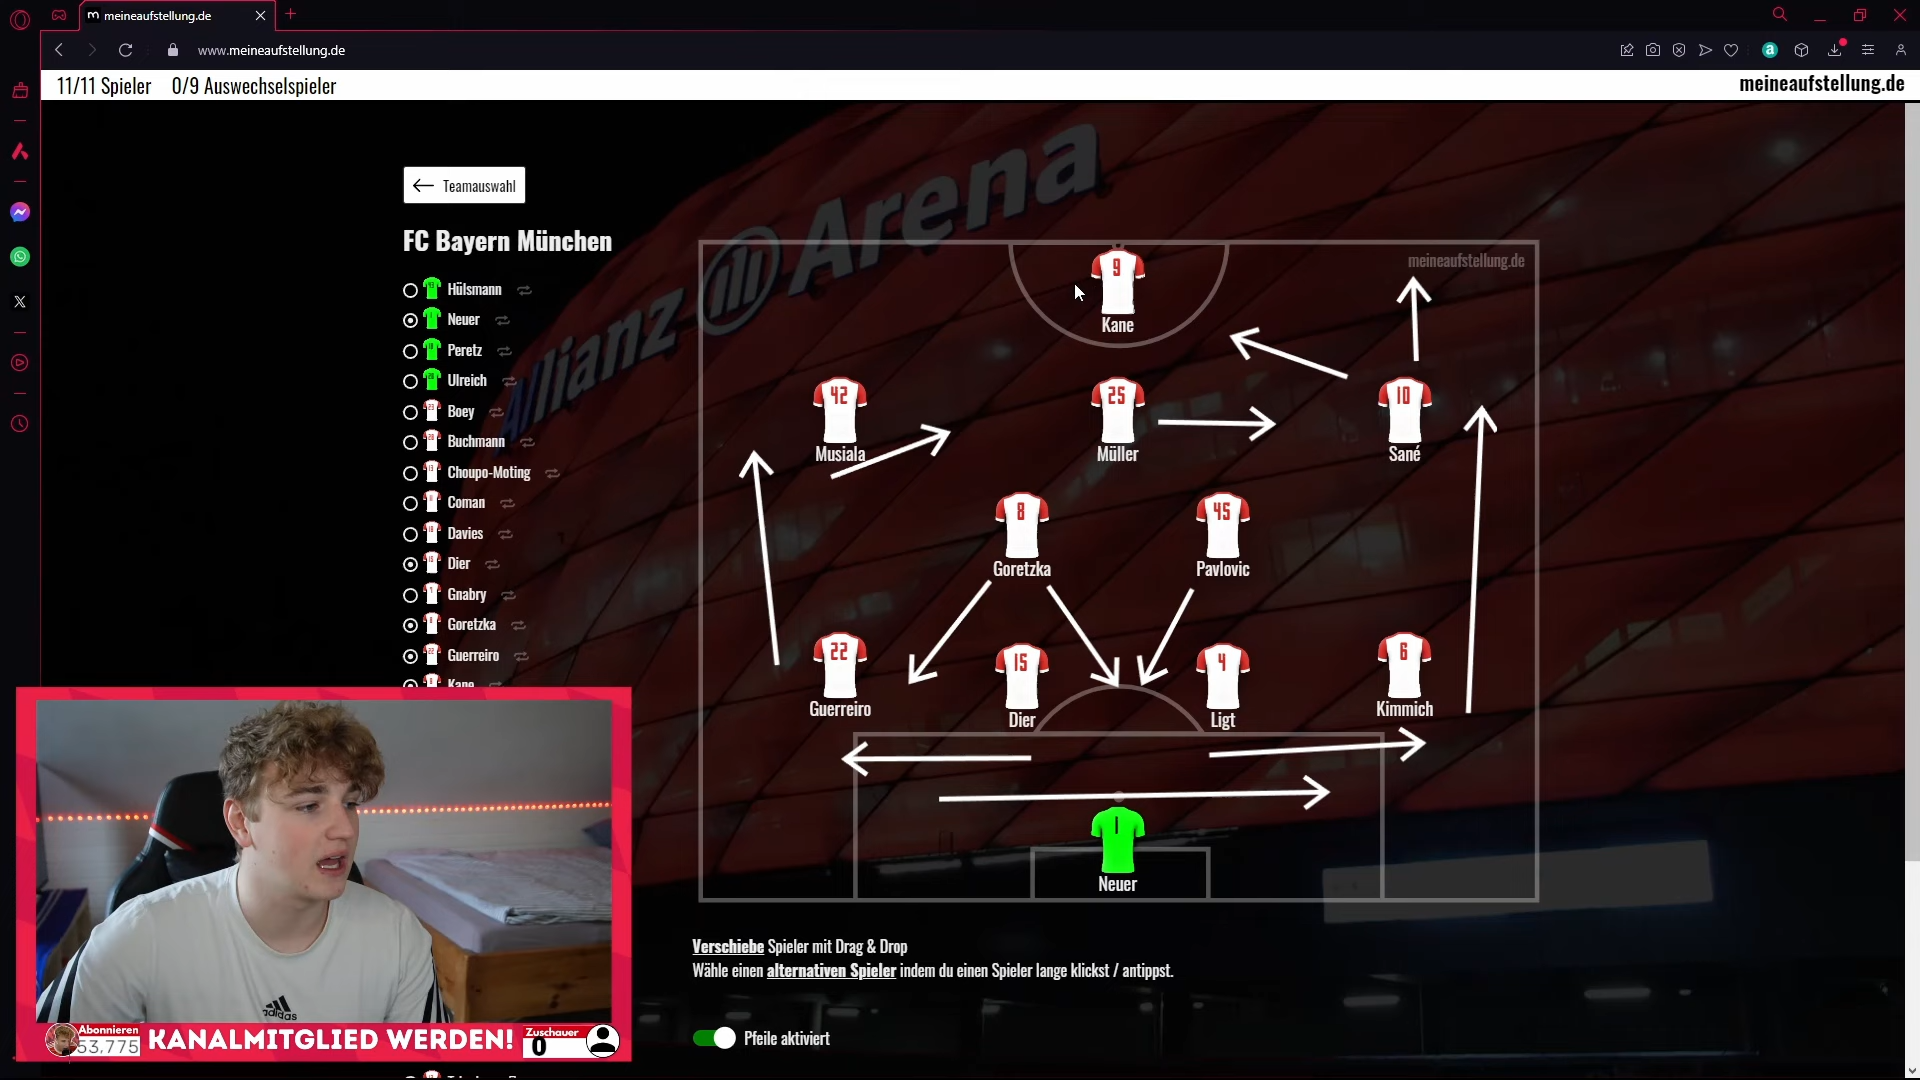 meineaufstellung.de
www.meineaufstellung.de
11/11 Spieler 0/9 Auswechselspieler
meineaufstellung.de
Teamauswahl
FC Bayern München
Hülsmann
Neuer
Peretz
Ulreich
Boey
Buchmann
Choupo-Moting
Coman
Davies
Dier
Gnabry
Goretzka
Guerreiro
Kane
Allianz Arena
meineaufstellung.de
9
Kane
42
Musiala
25
Müller
10
Sané
8
Goretzka
45
Pavlovic
22
Guerreiro
15
Dier
4
Ligt
6
Kimmich
1
Neuer
Verschiebe Spieler mit Drag & Drop
Wähle einen alternativen Spieler indem du einen Spieler lange klickst / antippst.
Pfeile aktiviert
adidas
Abonnieren
53,775
KANALMITGLIED WERDEN!
Zuschauer
0